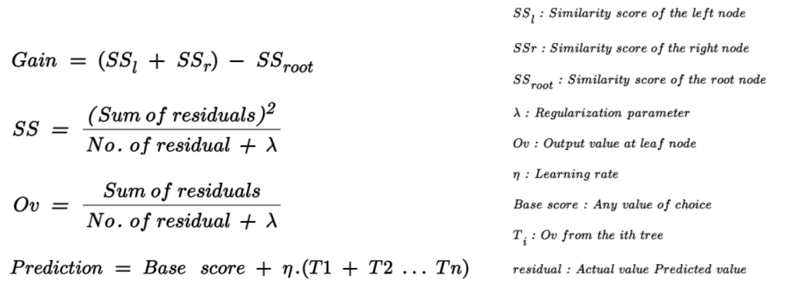 Gain = (SS_l + SS_r) − SS_root
SS = (Sum of residuals)² / No. of residual + λ
Ov = Sum of residuals / No. of residual + λ
Prediction = Base score + η.(T1 + T2 ... Tn)
SS_l : Similarity score of the left node
SSr : Similarity score of the right node
SS_root : Similarity score of the root node
λ : Regularization parameter
Ov : Output value at leaf node
η : Learning rate
Base score : Any value of choice
T_i : Ov from the ith tree
residual : Actual value Predicted value